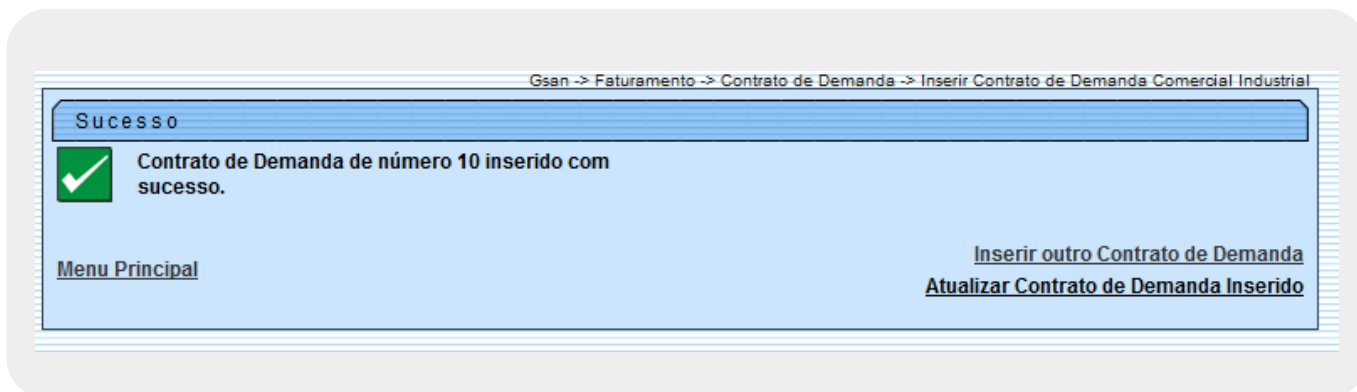 Gsan -> Faturamento -> Contrato de Demanda -> Inserir Contrato de Demanda Comercial Industrial
Sucesso
Contrato de Demanda de número 10 inserido com
sucesso.
Inserir outro Contrato de Demanda
Menu Principal
Atualizar Contrato de Demanda Inserido